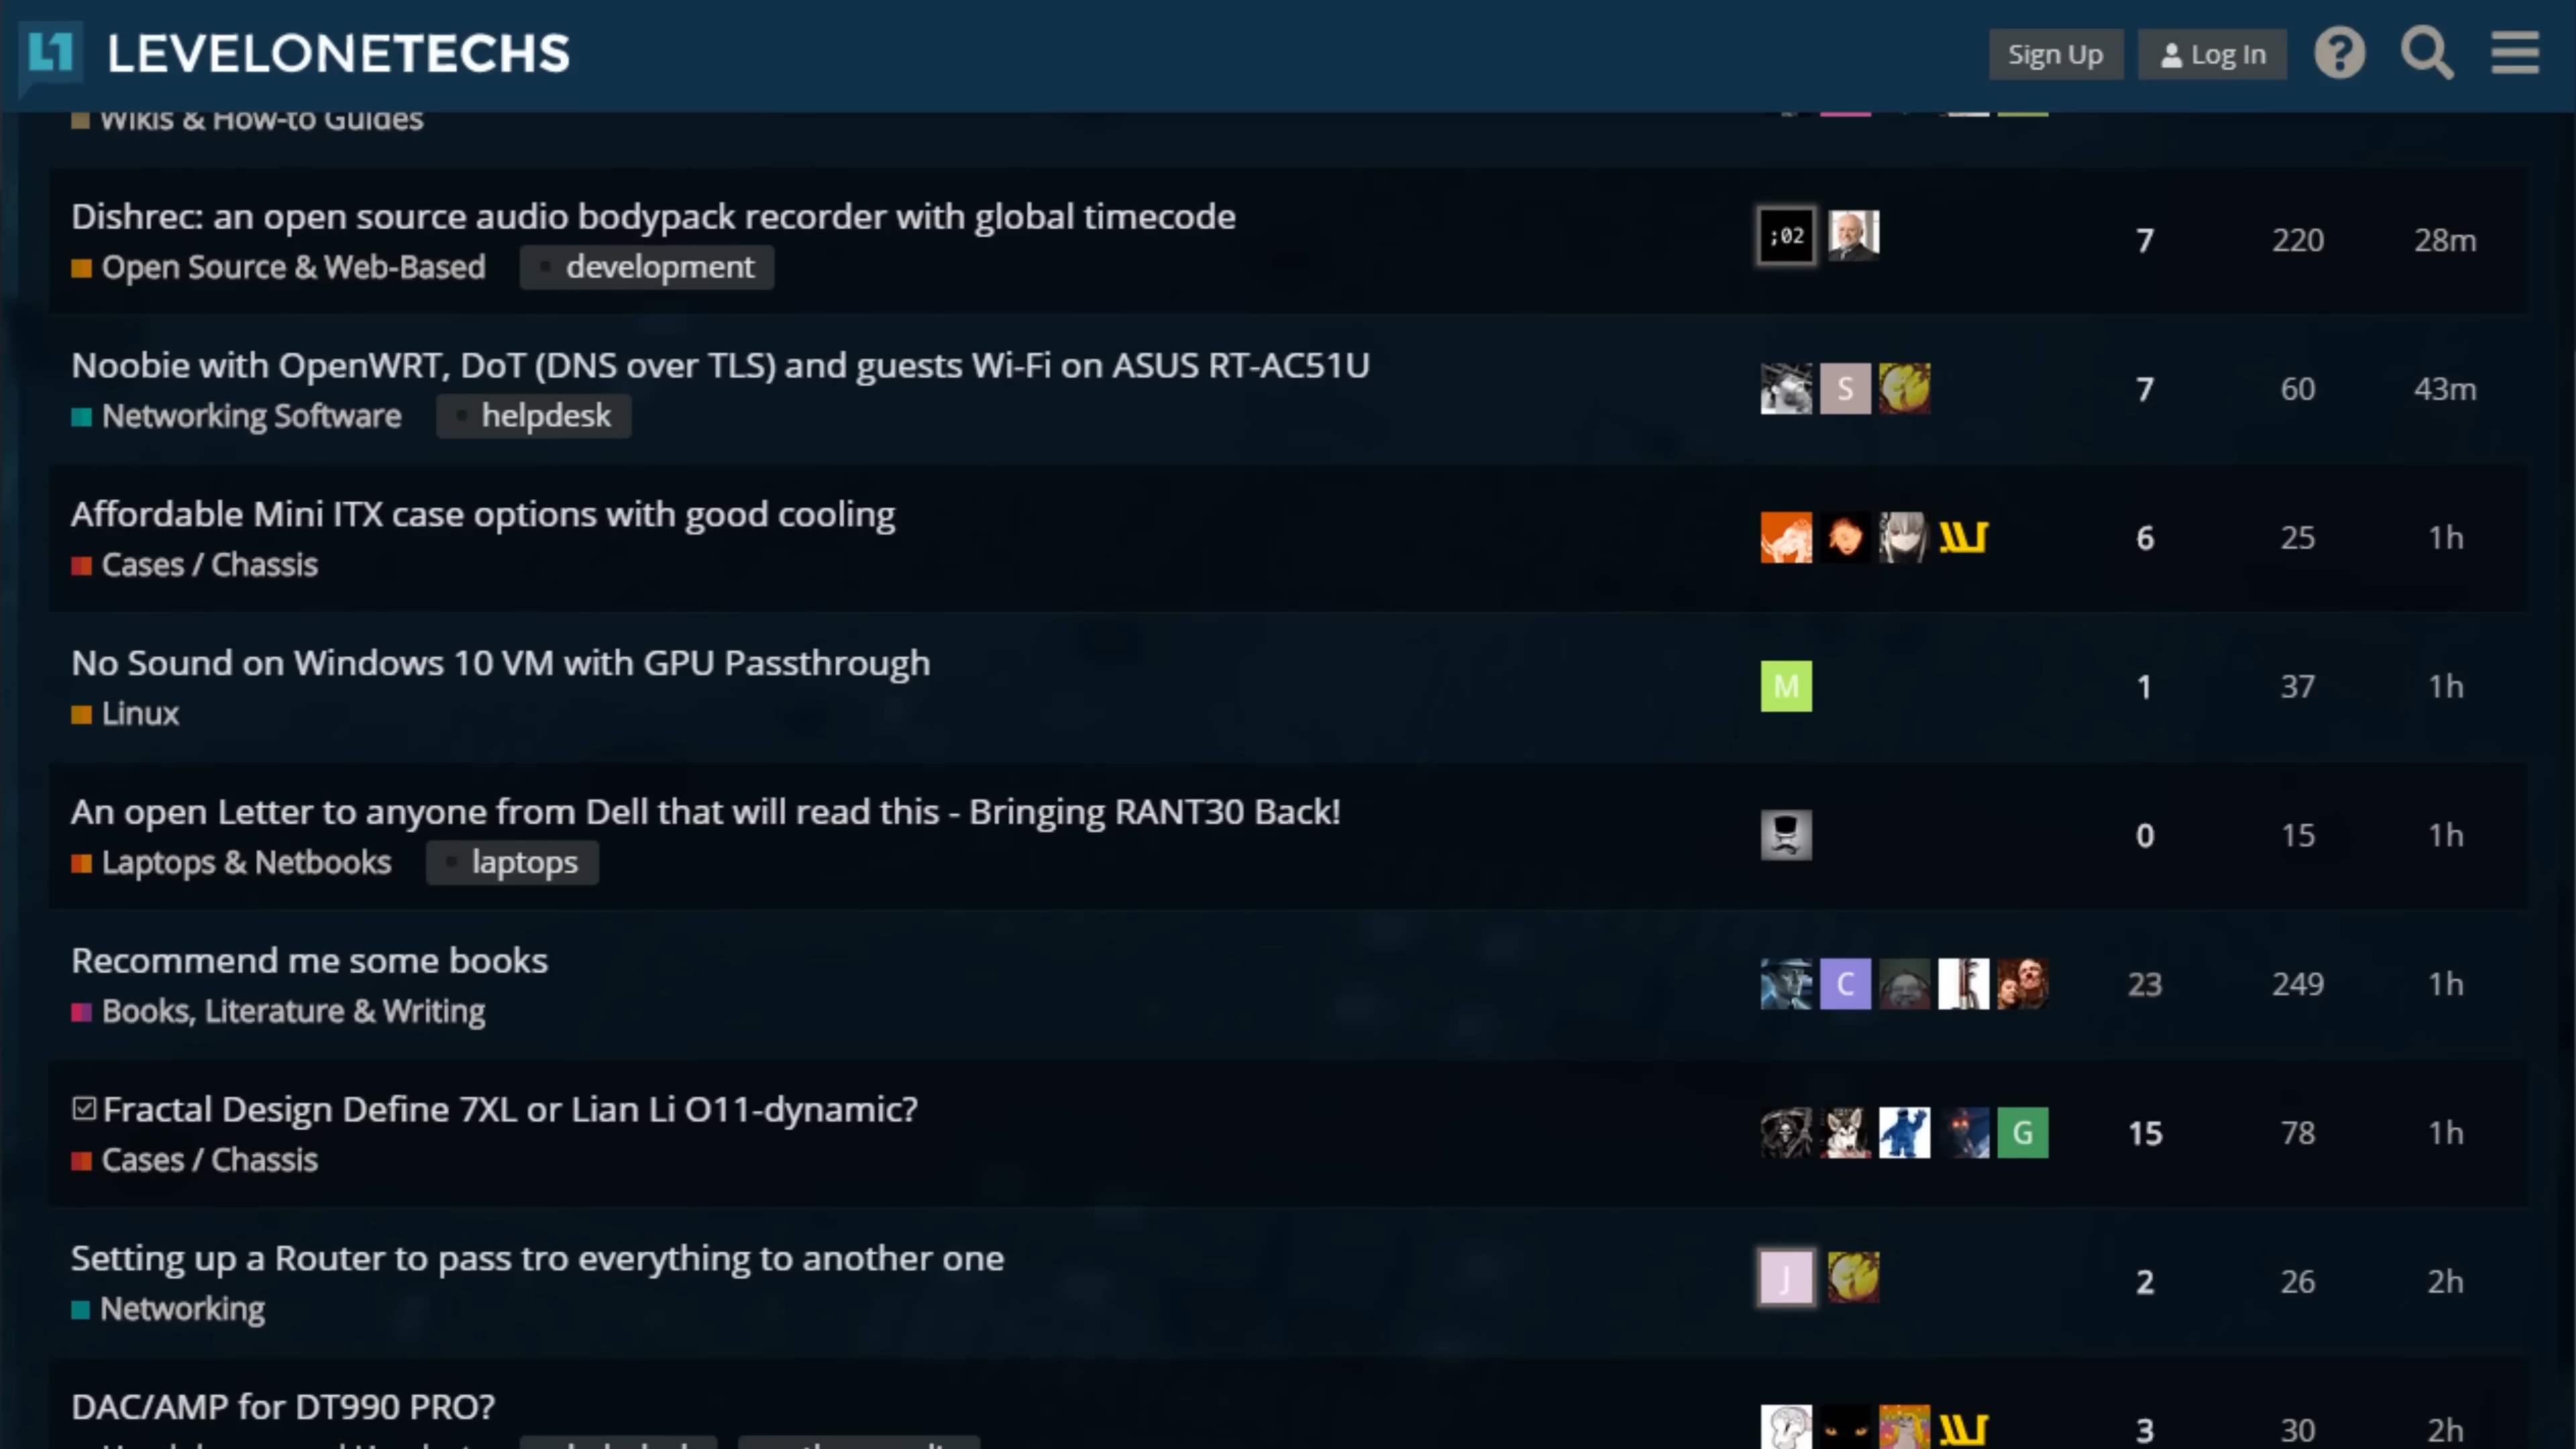 LEVELONETECHS
Sign Up
Log In
Wikis & How-to Guides
Dishrec: an open source audio bodypack recorder with global timecode
;02
7 220 28m
Open Source & Web-Based development
Noobie with OpenWRT, DoT (DNS over TLS) and guests Wi-Fi on ASUS RT-AC51U
S
7 60 43m
Networking Software helpdesk
Affordable Mini ITX case options with good cooling
6 25 1h
Cases / Chassis
No Sound on Windows 10 VM with GPU Passthrough
M
1 37 1h
Linux
An open Letter to anyone from Dell that will read this - Bringing RANT30 Back!
0 15 1h
Laptops & Netbooks laptops
Recommend me some books
C
23 249 1h
Books, Literature & Writing
Fractal Design Define 7XL or Lian Li O11-dynamic?
G
15 78 1h
Cases / Chassis
Setting up a Router to pass tro everything to another one
J
2 26 2h
Networking
DAC/AMP for DT990 PRO?
3 30 2h